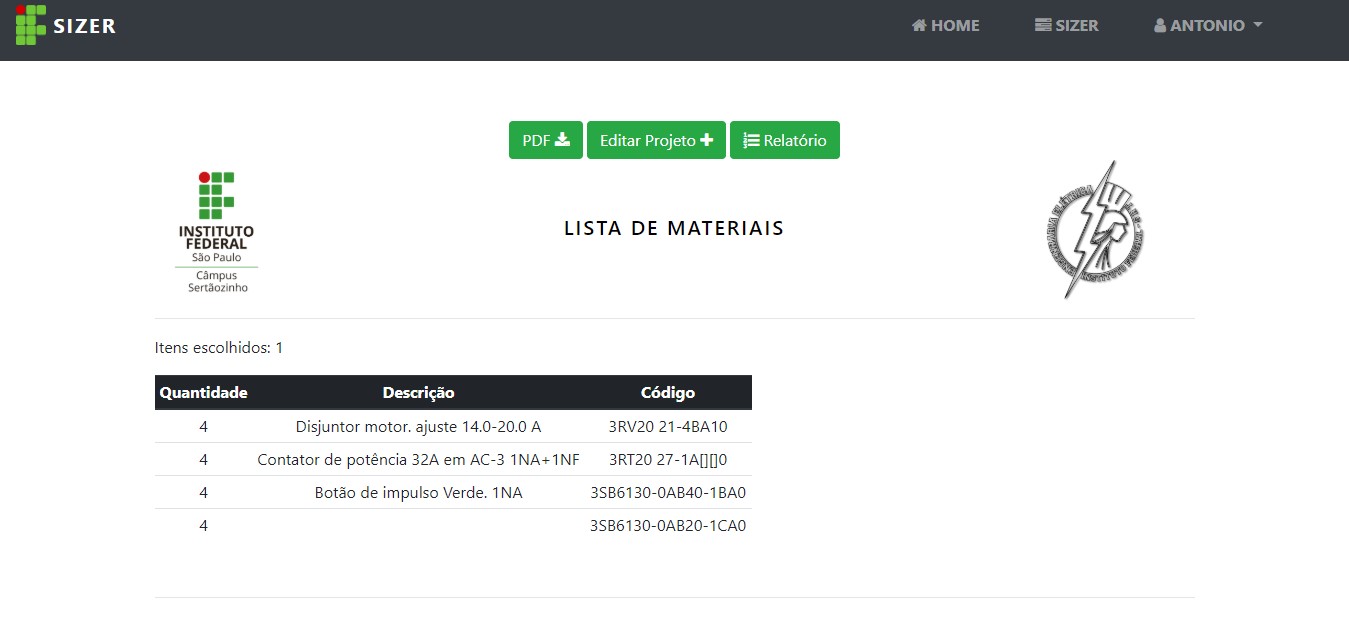 SIZER
HOME
SIZER
ANTONIO
PDF
Editar Projeto
Relatório
INSTITUTO
FEDERAL
São Paulo
Câmpus
Sertãozinho
LISTA DE MATERIAIS
Itens escolhidos: 1
Quantidade Descrição Código
4 Disjuntor motor. ajuste 14.0-20.0 A 3RV20 21-4BA10
4 Contator de potência 32A em AC-3 1NA+1NF 3RT20 27-1A[][]0
4 Botão de impulso Verde. 1NA 3SB6130-0AB40-1BA0
4 3SB6130-0AB20-1CA0